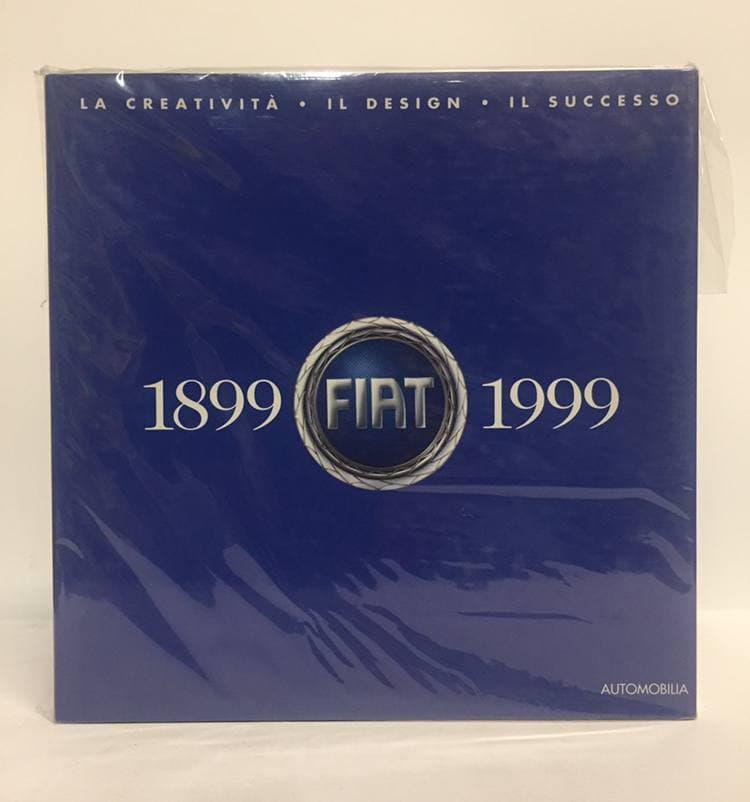 LA CREATIVITÀ • IL DESIGN • IL SUCCESSO
1899 FIAT 1999
AUTOMOBILIA